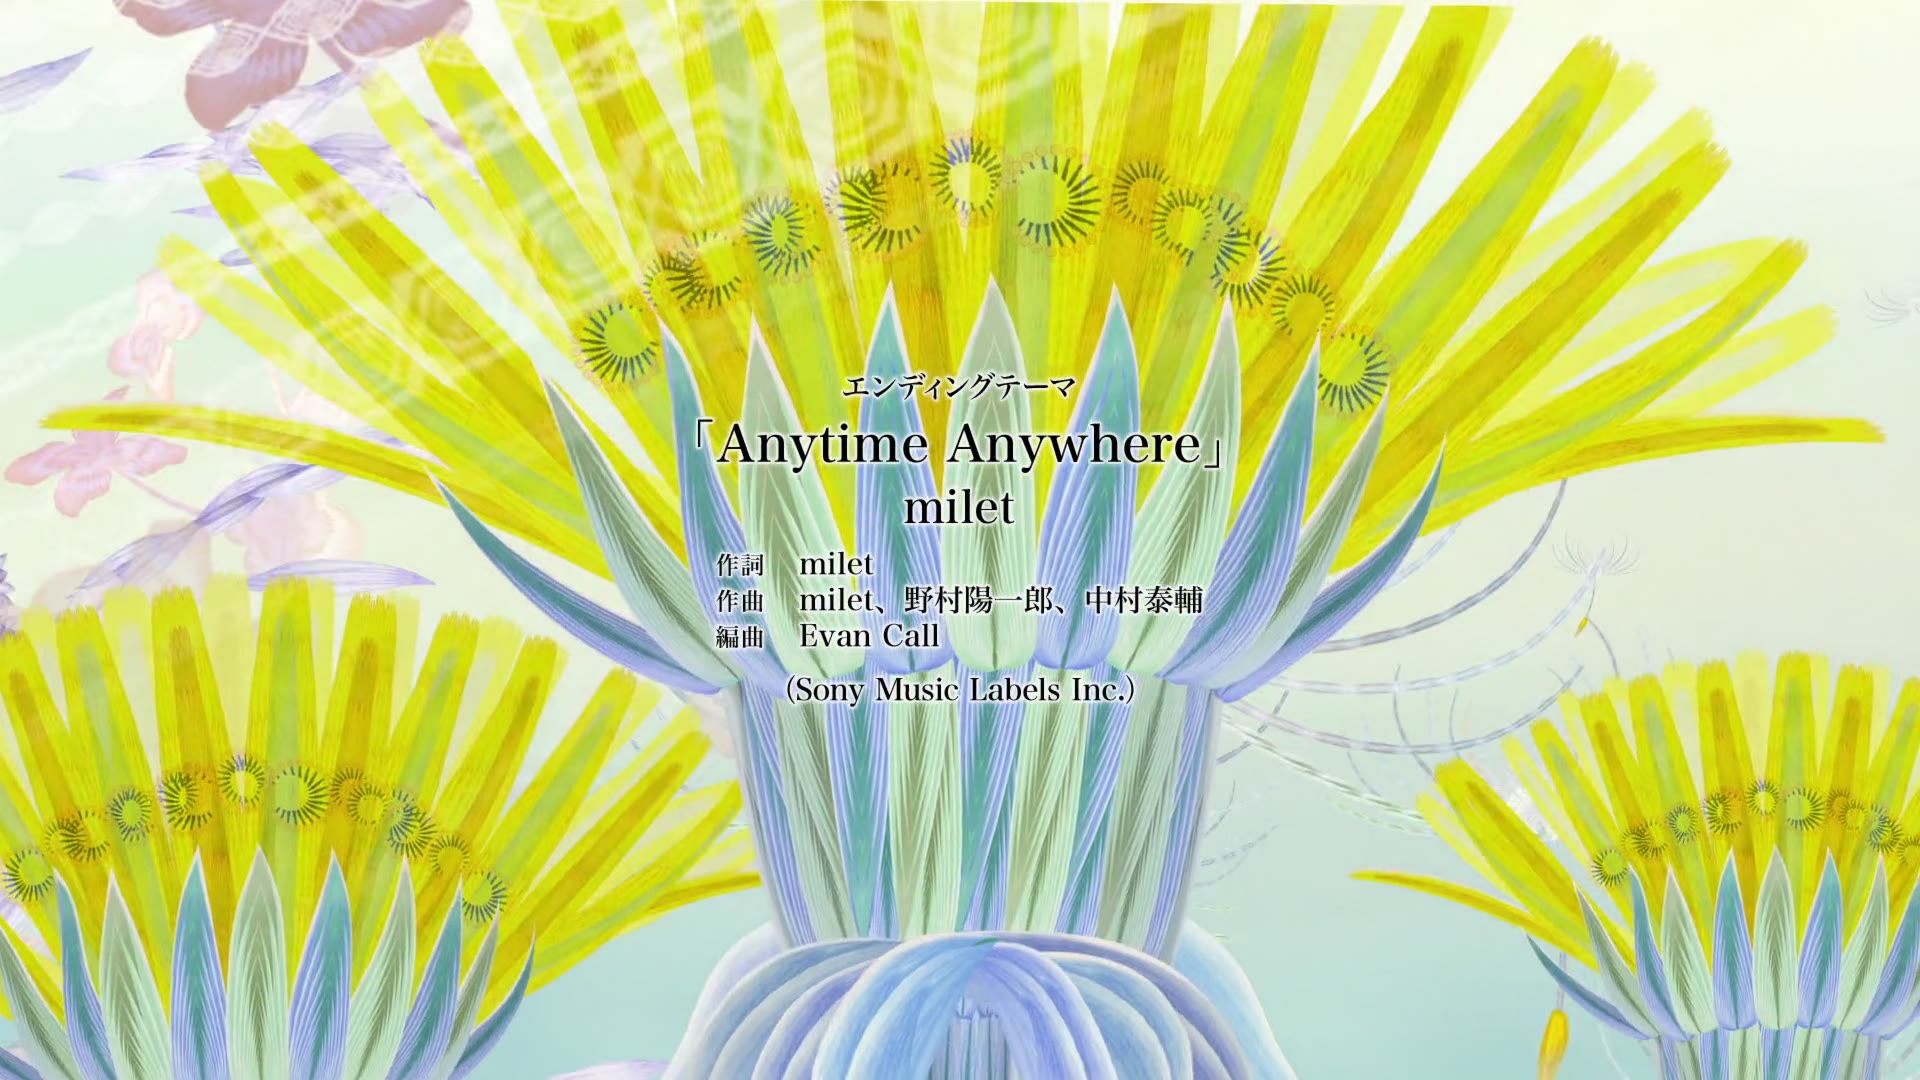 エンディングテーマ
「Anytime Anywhere」
milet
作詞 milet
作曲 milet、野村陽一郎、中村泰輔
編曲 Evan Call
(Sony Music Labels Inc.)